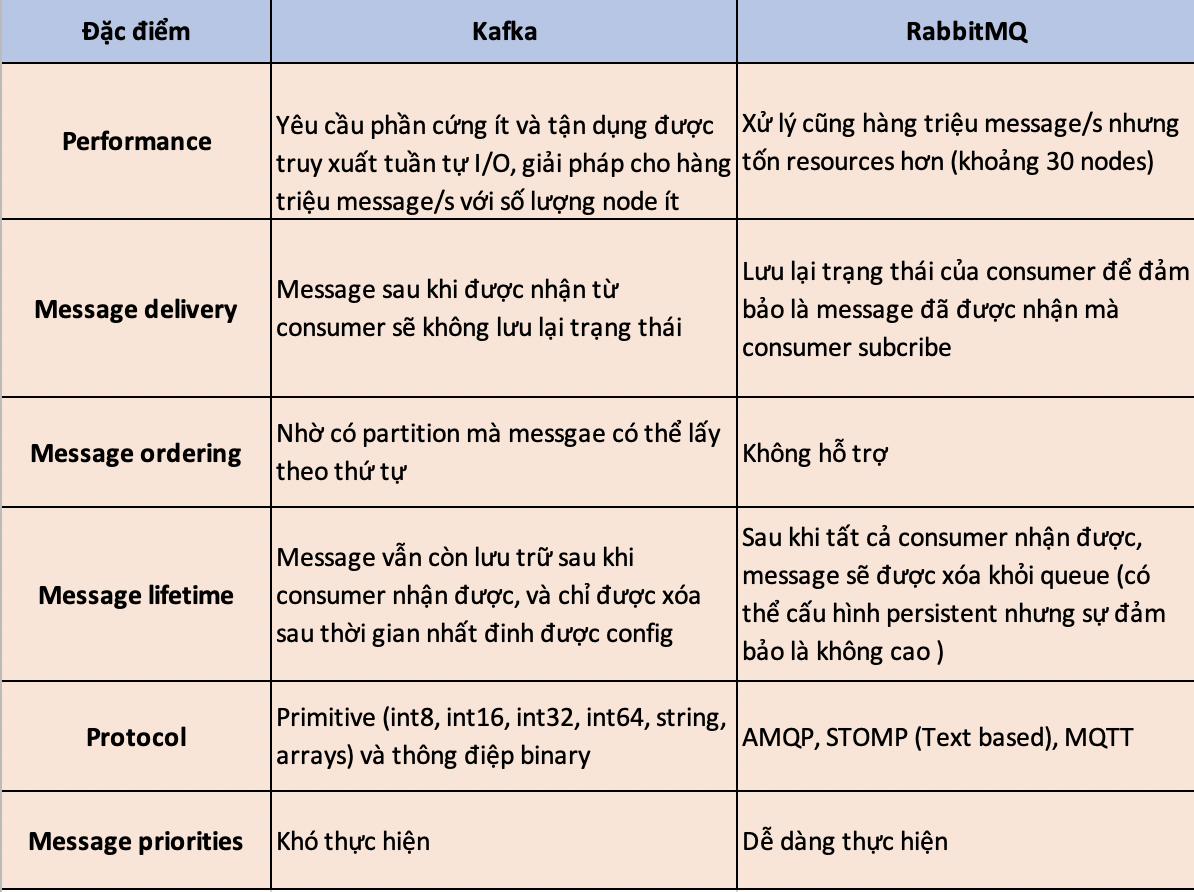 Đặc điểm
Kafka
RabbitMQ
Performance
Yêu cầu phần cứng ít và tận dụng được
truy xuất tuần tự I/O, giải pháp cho hàng
triệu message/s với số lượng node ít
Xử lý cũng hàng triệu message/s nhưng
tốn resources hơn (khoảng 30 nodes)
Message delivery
Message sau khi được nhận từ
consumer sẽ không lưu lại trạng thái
Lưu lại trạng thái của consumer để đảm
bảo là message đã được nhận mà
consumer subcribe
Message ordering
Nhờ có partition mà messgae có thể lấy
theo thứ tự
Không hỗ trợ
Message lifetime
Message vẫn còn lưu trữ sau khi
consumer nhận được, và chỉ được xóa
sau thời gian nhất đinh được config
Sau khi tất cả consumer nhận được,
message sẽ được xóa khỏi queue (có
thể cấu hình persistent nhưng sự đảm
bảo là không cao )
Protocol
Primitive (int8, int16, int32, int64, string,
arrays) và thông điệp binary
AMQP, STOMP (Text based), MQTT
Message priorities
Khó thực hiện
Dễ dàng thực hiện